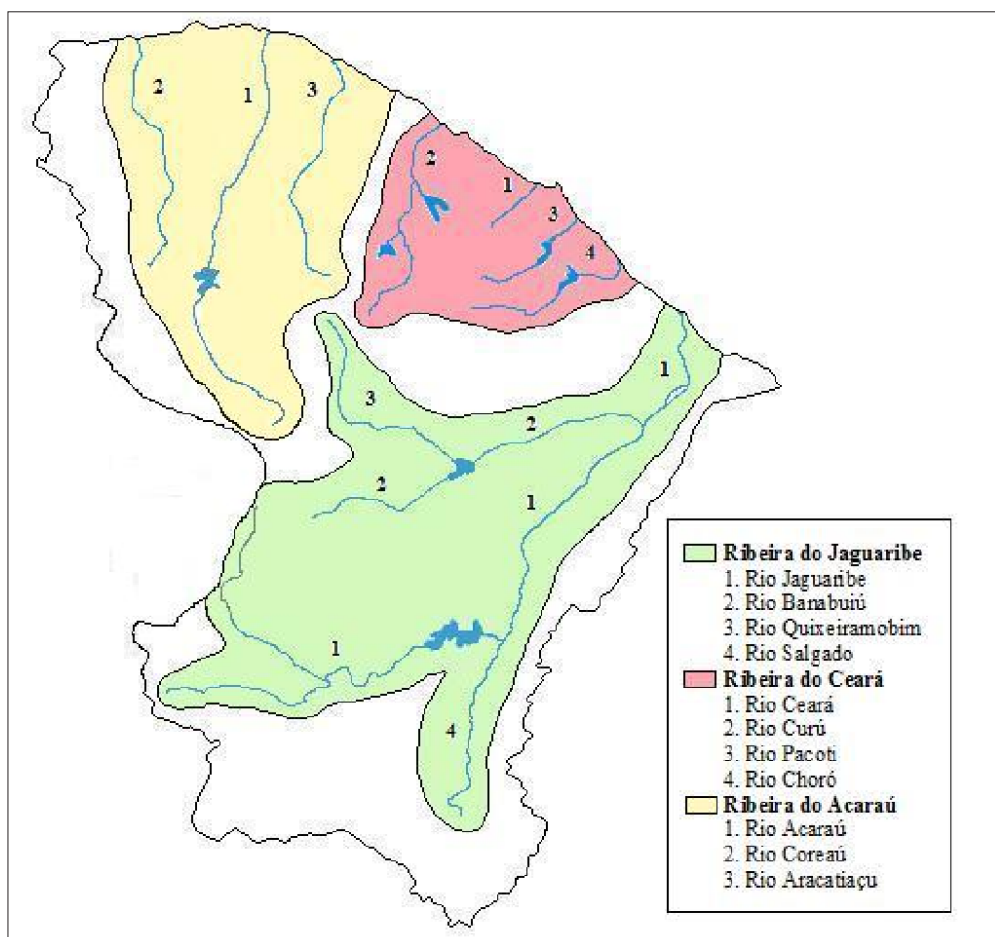 2
1
3
2
1
3
4
1
3
2
2
1
1
4
Ribeira do Jaguaribe
1. Rio Jaguaribe
2. Rio Banabuiú
3. Rio Quixeiramobim
4. Rio Salgado
Ribeira do Ceará
1. Rio Ceará
2. Rio Curú
3. Rio Pacoti
4. Rio Choró
Ribeira do Acaraú
1. Rio Acaraú
2. Rio Coreaú
3. Rio Aracatiaçu